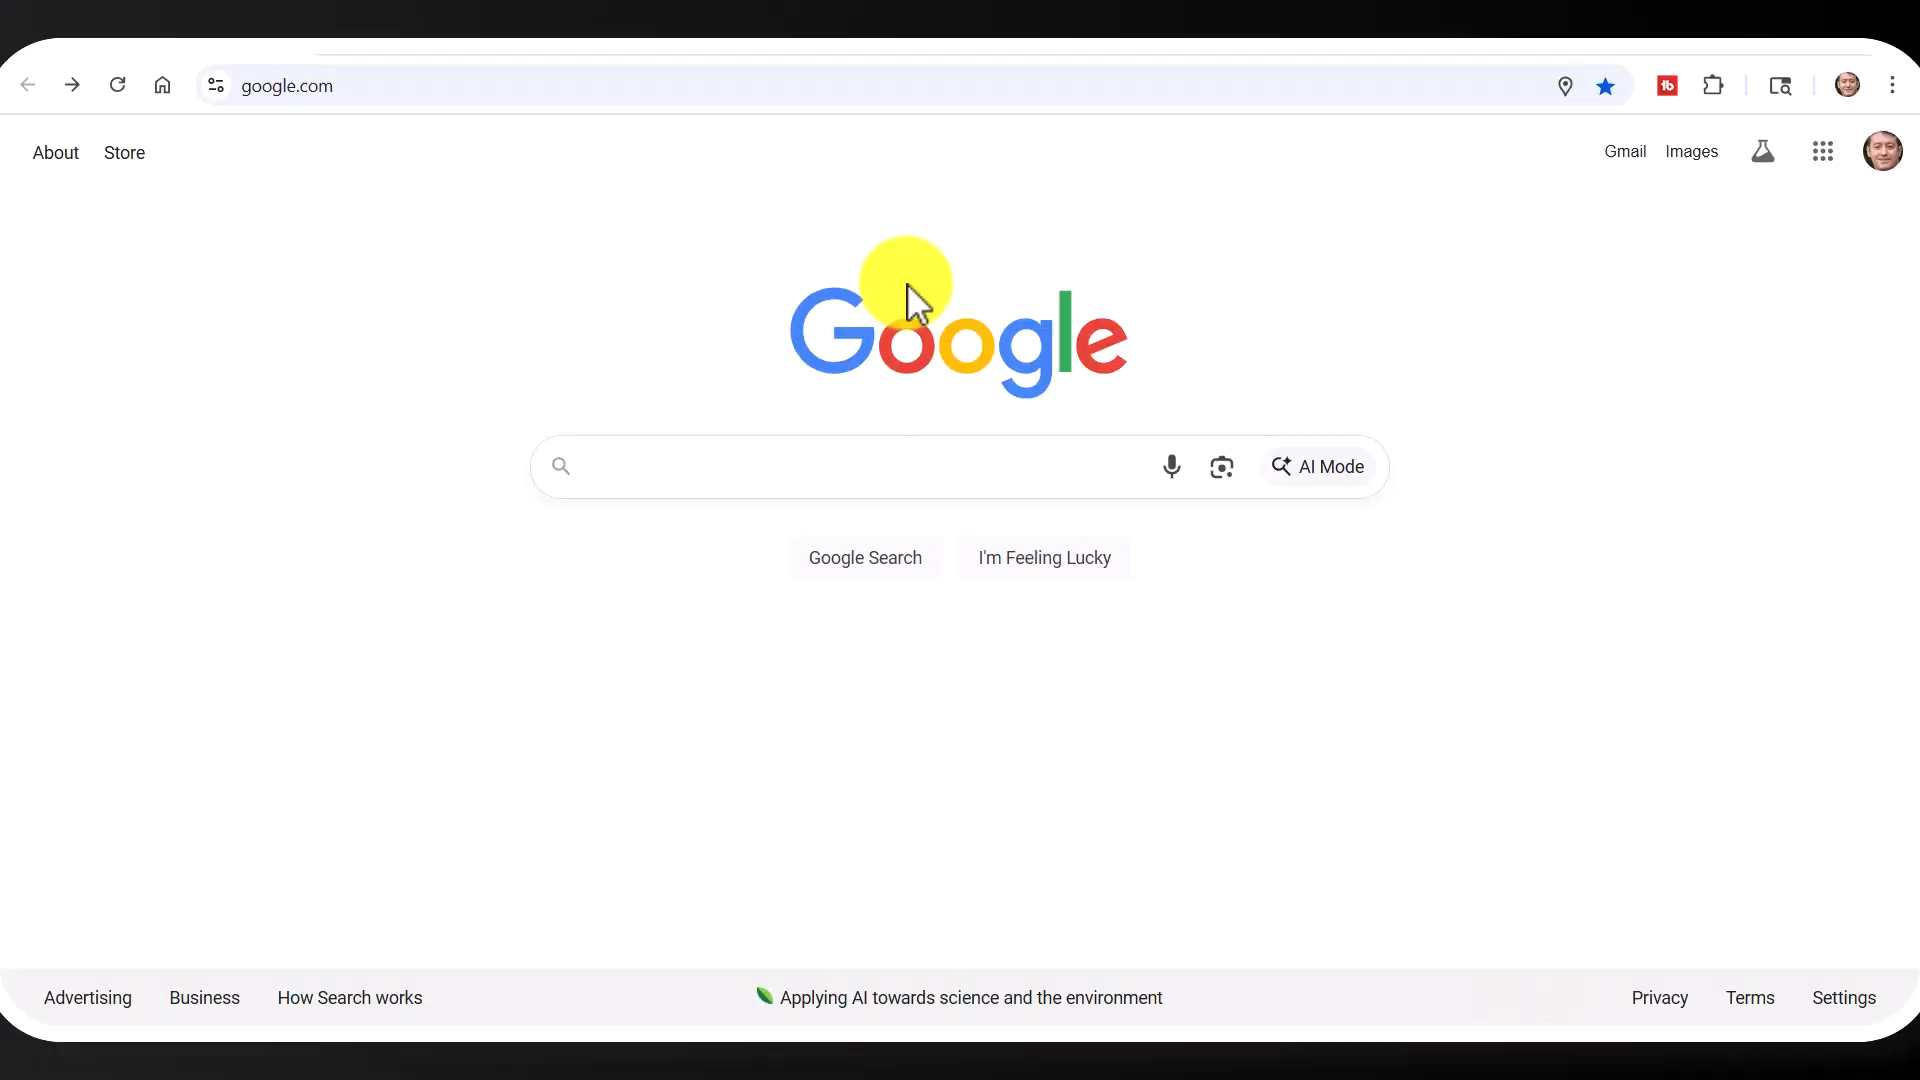 google.com
tb
About Store
Gmail Images
Google
AI Mode
Google Search I'm Feeling Lucky
Advertising Business How Search works
Applying AI towards science and the environment
Privacy Terms Settings